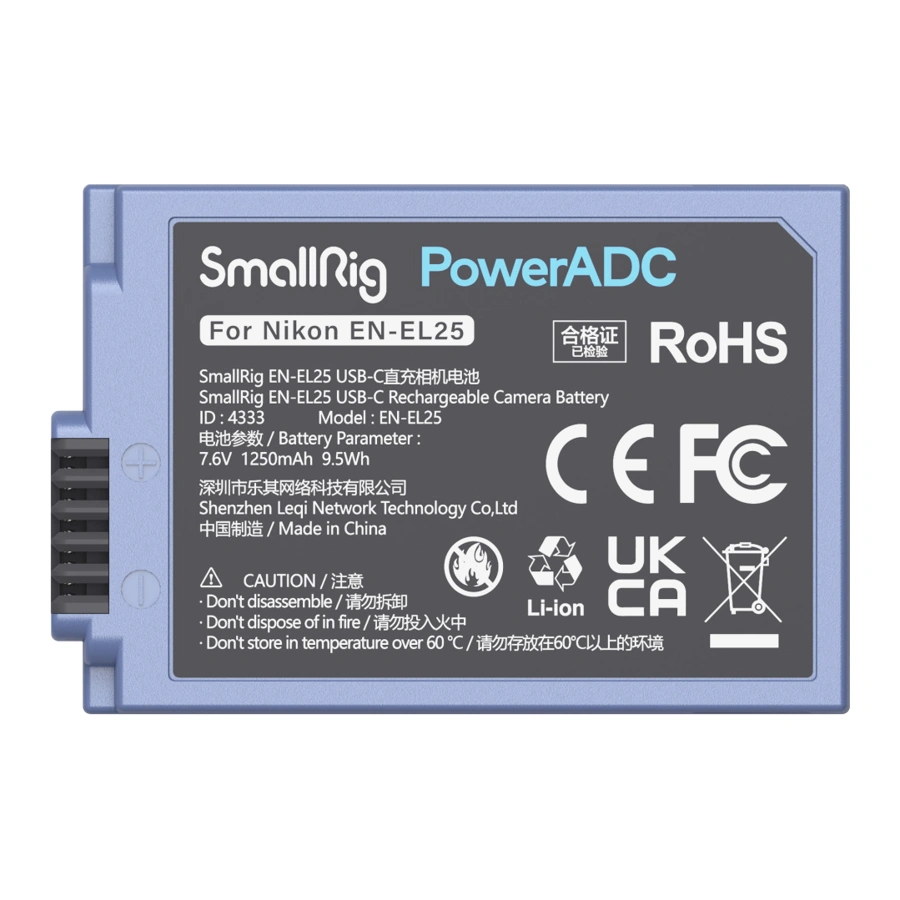 SmallRig PowerADC
For Nikon EN-EL25
合格证
已检验
RoHS
SmallRig EN-EL25 USB-C直充相机电池
SmallRig EN-EL25 USB-C Rechargeable Camera Battery
ID : 4333 Model : EN-EL25
电池参数 / Battery Parameter :
7.6V 1250mAh 9.5Wh
CE FC
深圳市乐其网络科技有限公司
Shenzhen Leqi Network Technology Co,Ltd
中国制造 / Made in China
Li-ion
UK
CA
CAUTION / 注意
· Don't disassemble / 请勿拆卸
· Don't dispose of in fire / 请勿投入火中
· Don't store in temperature over 60 ℃ / 请勿存放在60℃以上的环境